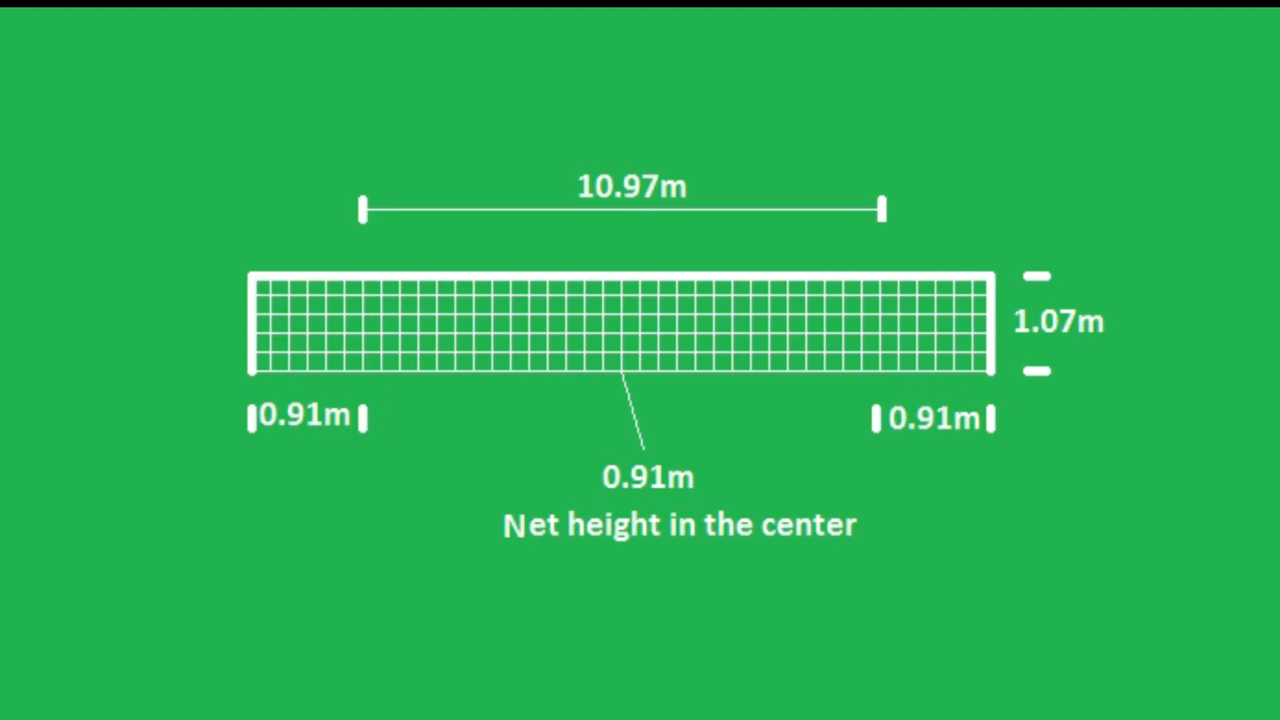 10.97m
1.07m
0.91m
0.91m
0.91m
Net height in the center